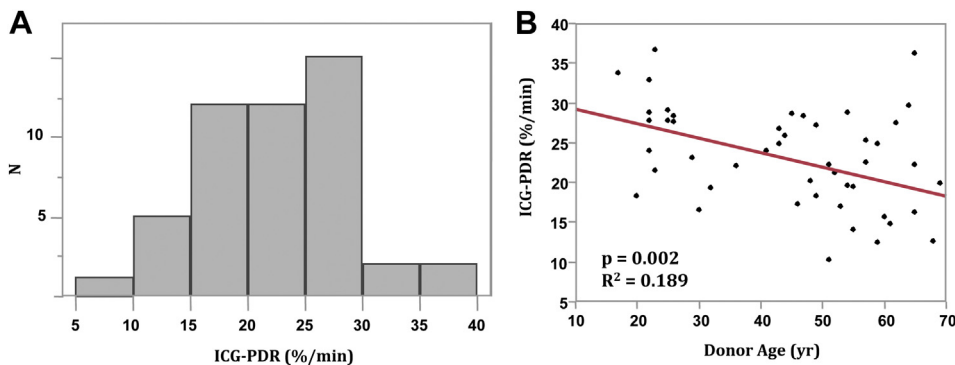 A
N
10
5
5 10 15 20 25 30 35 40
ICG-PDR (%/min)
B
ICG-PDR (%/min)
40
35
30
25
20
15
10
5
p = 0.002
R² = 0.189
10 20 30 40 50 60 70
Donor Age (yr)